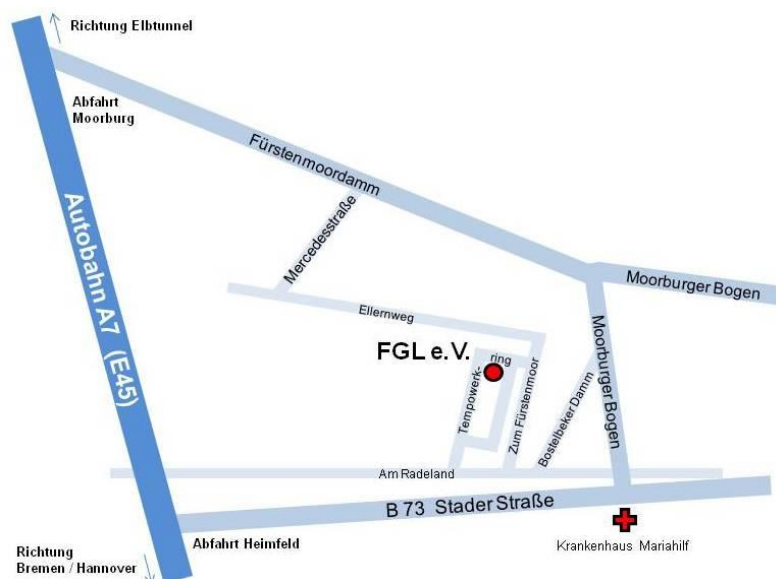 Richtung Elbtunnel
Abfahrt
Moorburg
Fürstenmoordamm
Autobahn A7 (E45)
Mercedesstraße
Moorburger Bogen
Ellernweg
Moorburger Bogen
FGL e.V.
ring
Tempowerk-
Zum Fürstenmoor
Bostelbeker Damm
Am Radeland
B 73 Stader Straße
Abfahrt Heimfeld
Krankenhaus Mariahilf
Richtung
Bremen / Hannover